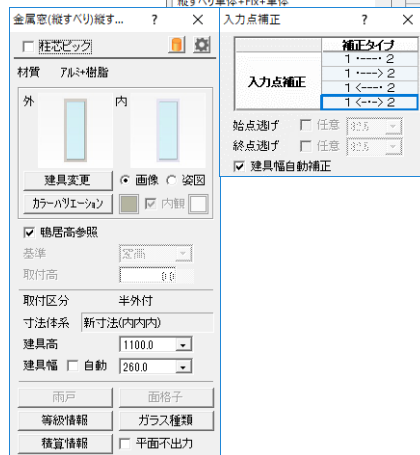 縦すべり単体+Fix+単体
金属窓(縦すべり)縦す... ? ×
柱芯ピック
材質 アルミ+樹脂
外 内
建具変更 画像 姿図
カラーバリエーション 内観
鴨居高参照
基準 窓高
取付高 0.0
取付区分 半外付
寸法体系 新寸法(内内内)
建具高 1100.0
建具幅 自動 260.0
雨戸 面格子
等級情報 ガラス種類
積算情報 平面不出力
入力点補正 ? ×
補正タイプ
入力点補正
1 ・----・ 2
1 ・---> 2
1 <---・ 2
1 <-・-> 2
始点逃げ 任意 32.5
終点逃げ 任意 32.5
建具幅自動補正